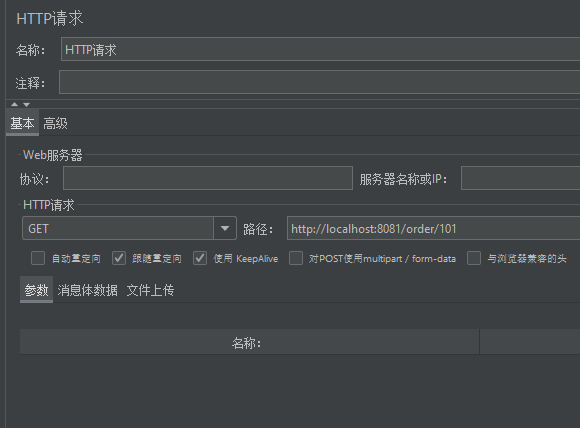 HTTP请求
名称： HTTP请求
注释：
基本 高级
Web服务器
协议： 服务器名称或IP：
HTTP请求
GET 路径： http://localhost:8081/order/101
自动重定向 跟随重定向 使用 KeepAlive 对POST使用multipart / form-data 与浏览器兼容的头
参数 消息体数据 文件上传
名称：